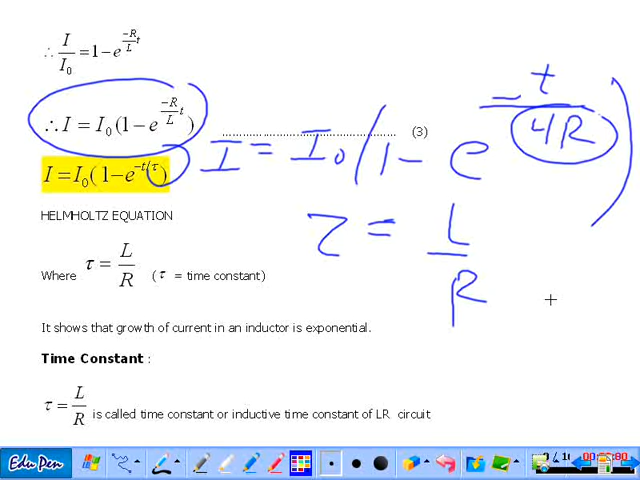 ∴ I/I₀ = 1 − e^(−R/L t)
∴ I = I₀ (1 − e^(−R/L t)) ........................................................ (3)
I = I₀ (1 − e^(−t/τ))
I = I₀ (1 − e^(−t/(4R)))
HELMHOLTZ EQUATION
τ = L/R
Where τ = L/R ( τ = time constant)
It shows that growth of current in an inductor is exponential.
Time Constant :
τ = L/R is called time constant or inductive time constant of LR circuit
Edu Pen